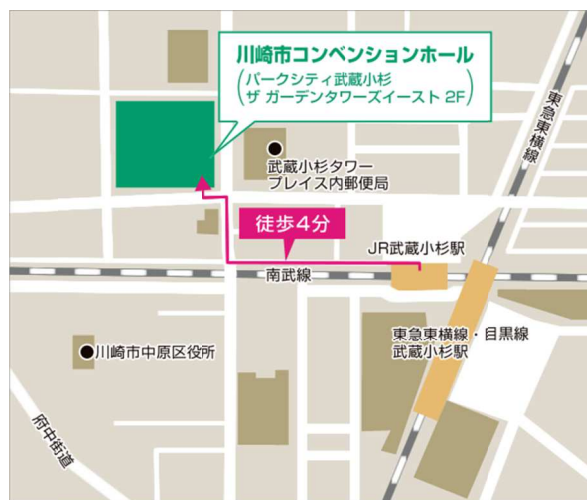 川崎市コンベンションホール
(パークシティ武蔵小杉
ザ ガーデンタワーズイースト 2F)
東急東横線
武蔵小杉タワー
プレイス内郵便局
徒歩4分
JR武蔵小杉駅
南武線
東急東横線・目黒線
武蔵小杉駅
川崎市中原区役所
府中街道